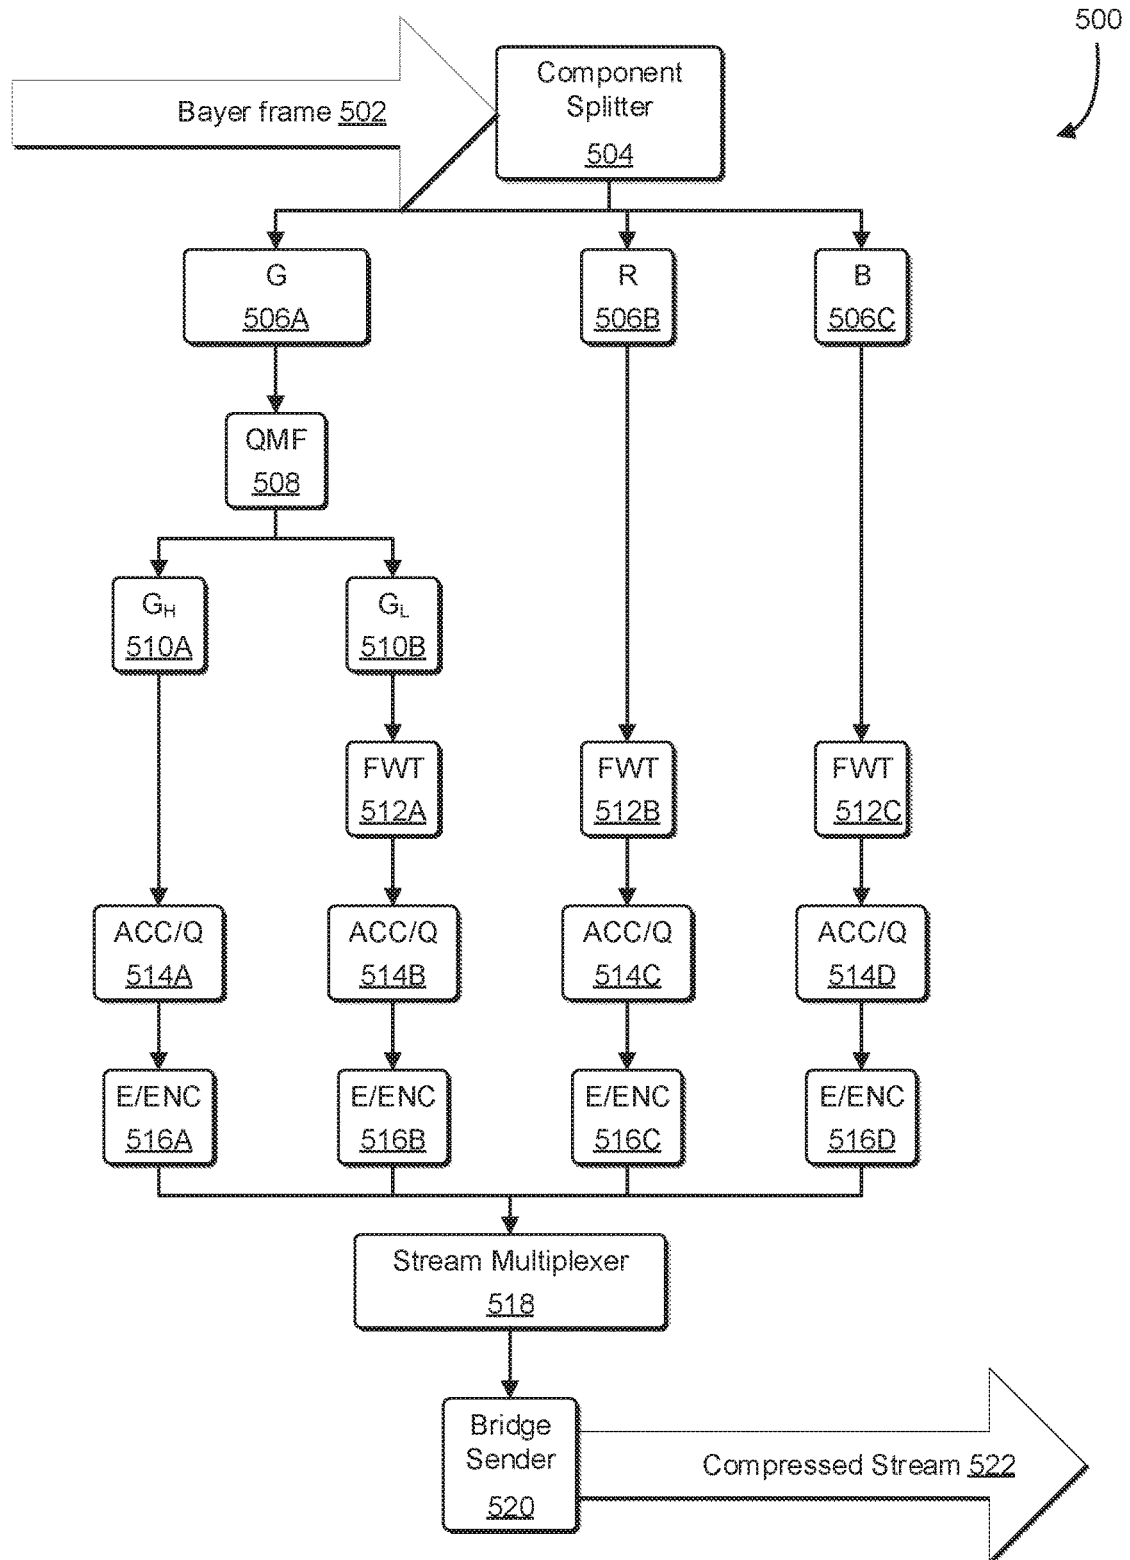 500
Bayer frame 502
Component
Splitter
504
G
506A
R
506B
B
506C
QMF
508
GH
510A
GL
510B
FWT
512A
FWT
512B
FWT
512C
ACC/Q
514A
ACC/Q
514B
ACC/Q
514C
ACC/Q
514D
E/ENC
516A
E/ENC
516B
E/ENC
516C
E/ENC
516D
Stream Multiplexer
518
Bridge
Sender
520
Compressed Stream 522